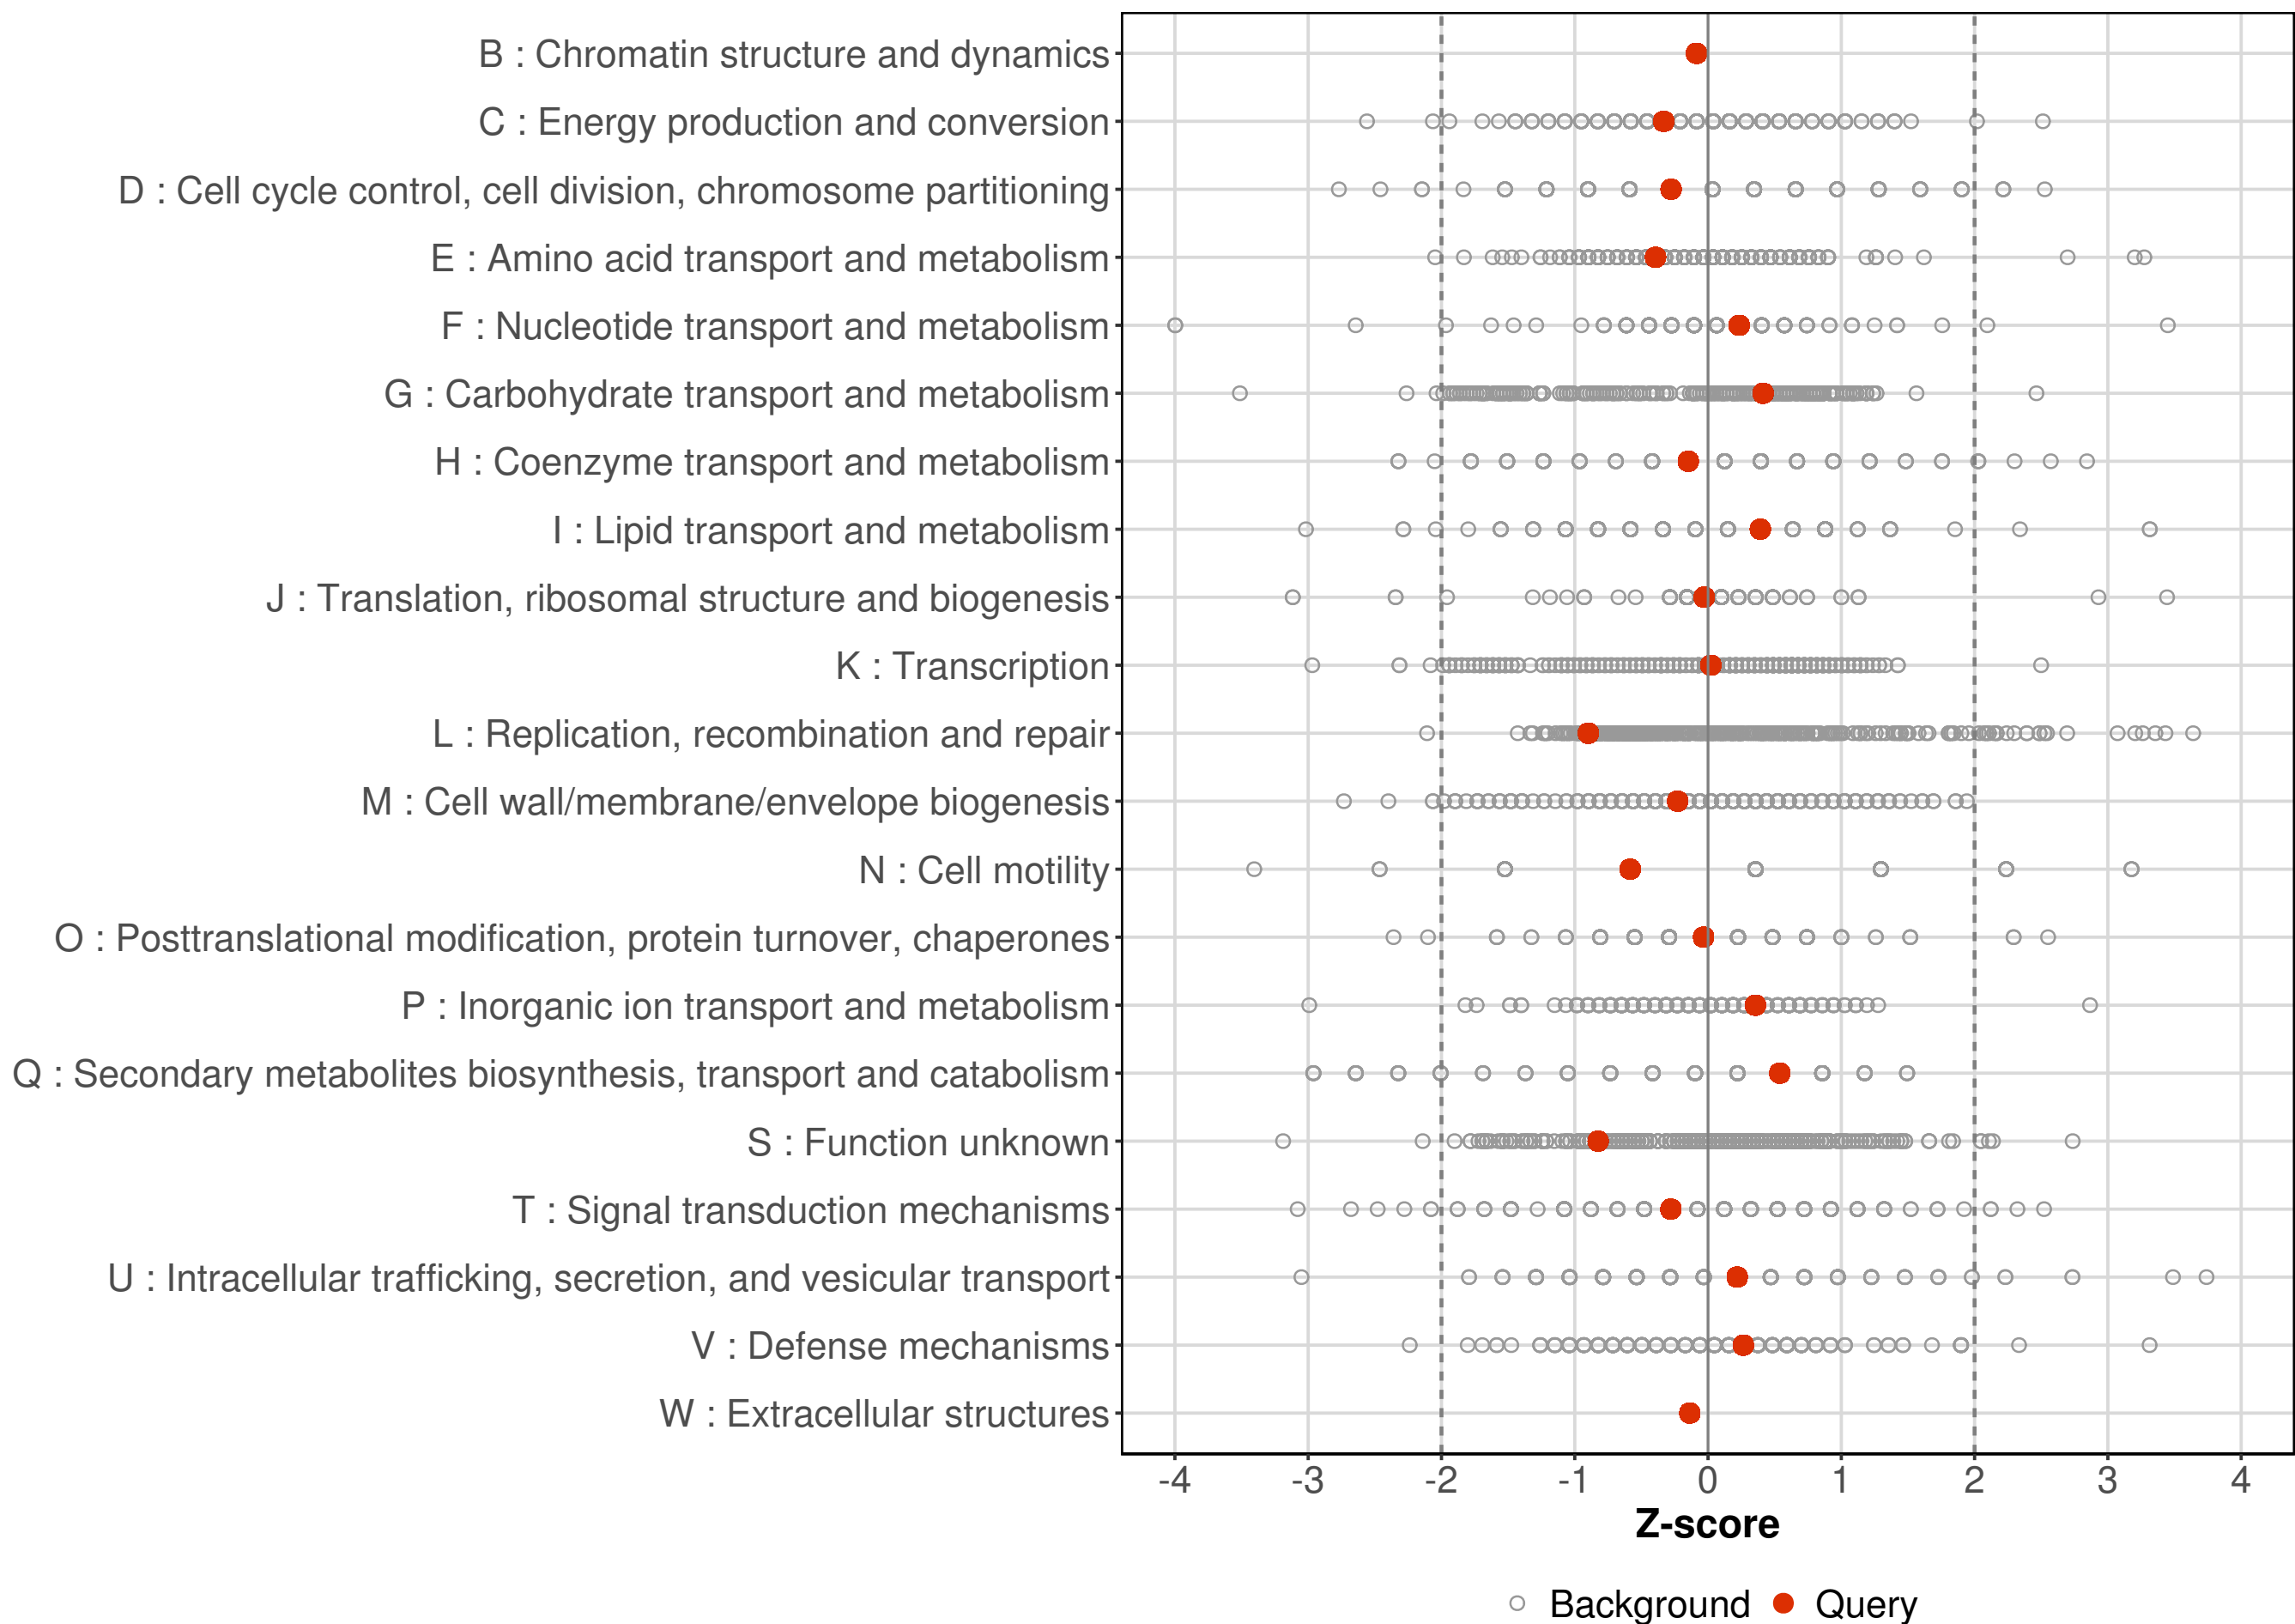 B : Chromatin structure and dynamics
C : Energy production and conversion
D : Cell cycle control, cell division, chromosome partitioning
E : Amino acid transport and metabolism
F : Nucleotide transport and metabolism
G : Carbohydrate transport and metabolism
H : Coenzyme transport and metabolism
I : Lipid transport and metabolism
J : Translation, ribosomal structure and biogenesis
K : Transcription
L : Replication, recombination and repair
M : Cell wall/membrane/envelope biogenesis
N : Cell motility
O : Posttranslational modification, protein turnover, chaperones
P : Inorganic ion transport and metabolism
Q : Secondary metabolites biosynthesis, transport and catabolism
S : Function unknown
T : Signal transduction mechanisms
U : Intracellular trafficking, secretion, and vesicular transport
V : Defense mechanisms
W : Extracellular structures
-4 -3 -2 -1 0 1 2 3 4
Z-score
Background Query